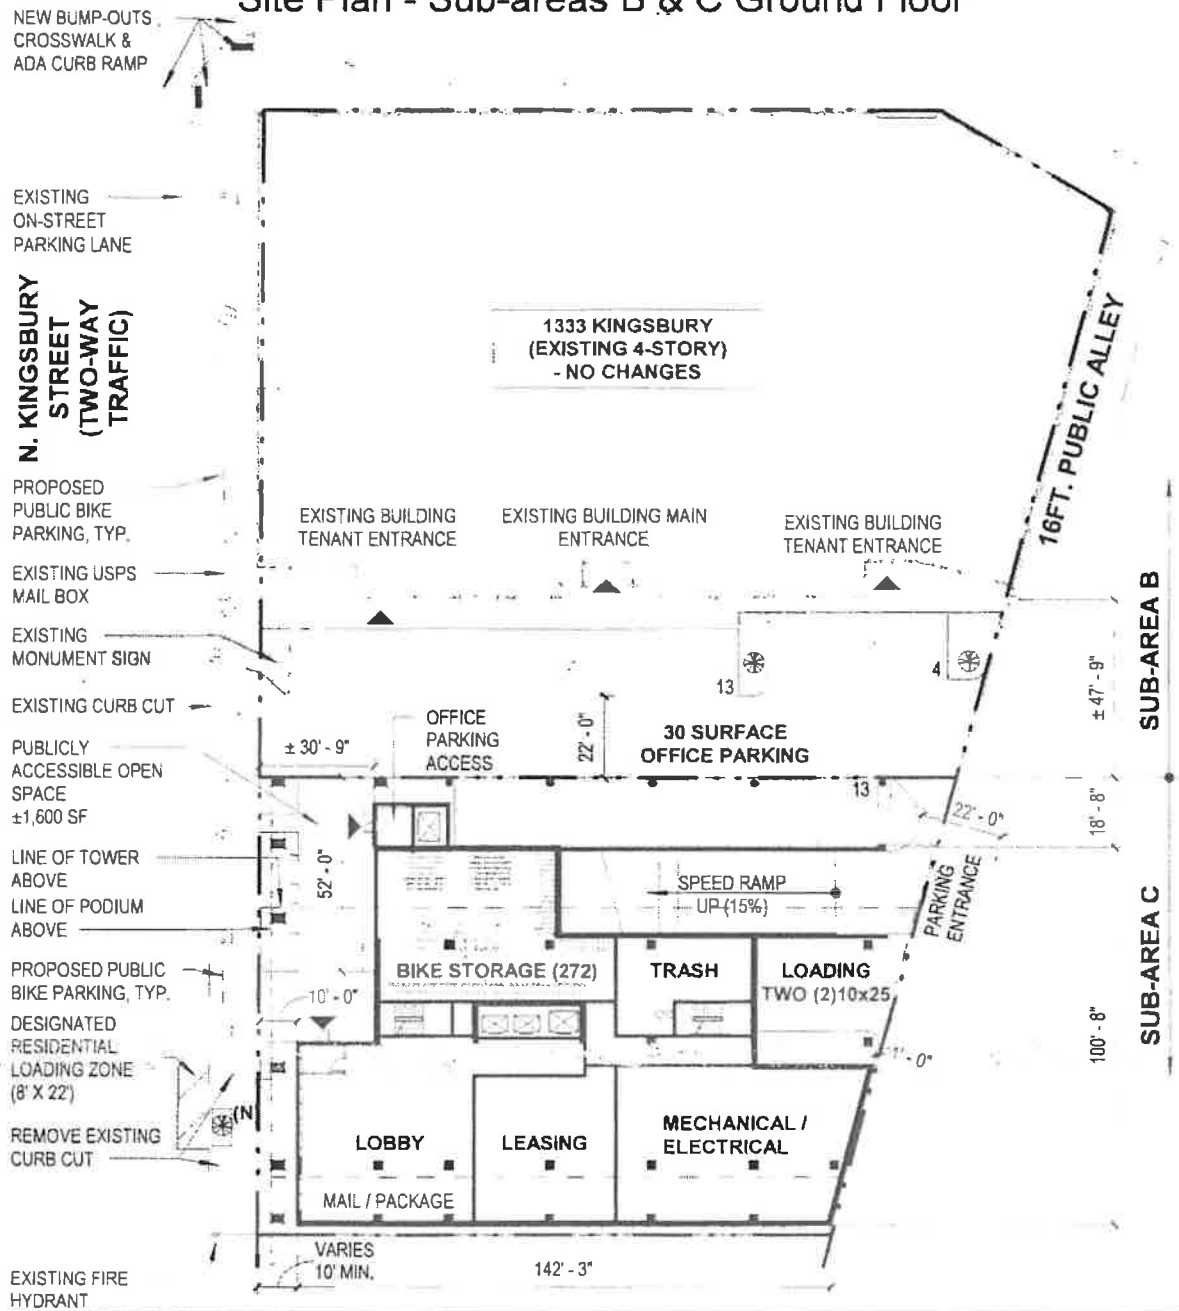 Site Plan - Sub-areas B & C Ground Floor
NEW BUMP-OUTS
CROSSWALK &
ADA CURB RAMP
EXISTING
ON-STREET
PARKING LANE
N. KINGSBURY
STREET
(TWO-WAY
TRAFFIC)
1333 KINGSBURY
(EXISTING 4-STORY)
- NO CHANGES
16FT. PUBLIC ALLEY
PROPOSED
PUBLIC BIKE
PARKING, TYP.
EXISTING BUILDING
TENANT ENTRANCE
EXISTING BUILDING MAIN
ENTRANCE
EXISTING BUILDING
TENANT ENTRANCE
EXISTING USPS
MAIL BOX
EXISTING
MONUMENT SIGN
EXISTING CURB CUT
13
4
± 47' - 9"
SUB-AREA B
OFFICE
PARKING
ACCESS
22' - 0"
30 SURFACE
OFFICE PARKING
± 30' - 9"
PUBLICLY
ACCESSIBLE OPEN
SPACE
±1,600 SF
13
22' - 0"
18' - 8"
LINE OF TOWER
ABOVE
LINE OF PODIUM
ABOVE
52' - 0"
SPEED RAMP
UP (15%)
PARKING
ENTRANCE
SUB-AREA C
PROPOSED PUBLIC
BIKE PARKING, TYP.
BIKE STORAGE (272)
TRASH
LOADING
TWO (2)10x25
10' - 0"
100' - 8"
DESIGNATED
RESIDENTIAL
LOADING ZONE
(8' X 22')
1' - 0"
(N
REMOVE EXISTING
CURB CUT
LOBBY
LEASING
MECHANICAL /
ELECTRICAL
MAIL / PACKAGE
VARIES
10' MIN.
142' - 3"
EXISTING FIRE
HYDRANT